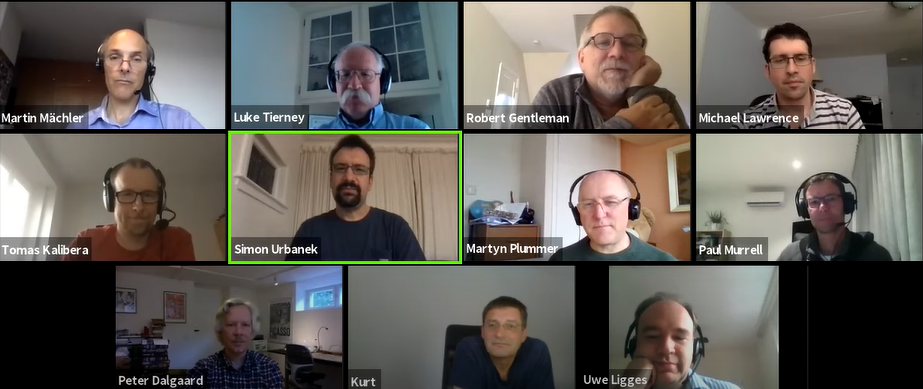 Martin Mächler
Luke Tierney
Robert Gentleman
Michael Lawrence
Tomas Kalibera
Simon Urbanek
Martyn Plummer
Paul Murrell
CASSO
Peter Dalgaard
Kurt
Uwe Ligges